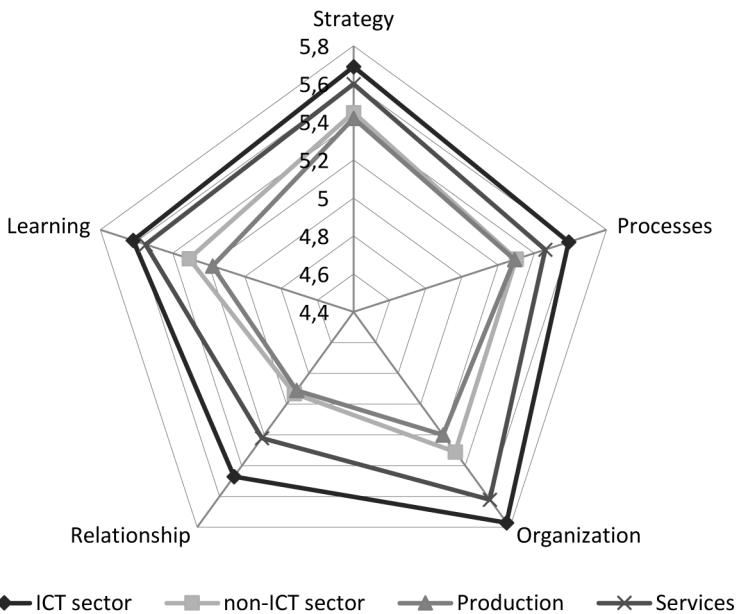 Strategy
5,8
5,6
5,4
5,2
5
4,8
4,6
4,4
Learning
Processes
Relationship
Organization
ICT sector non-ICT sector Production Services